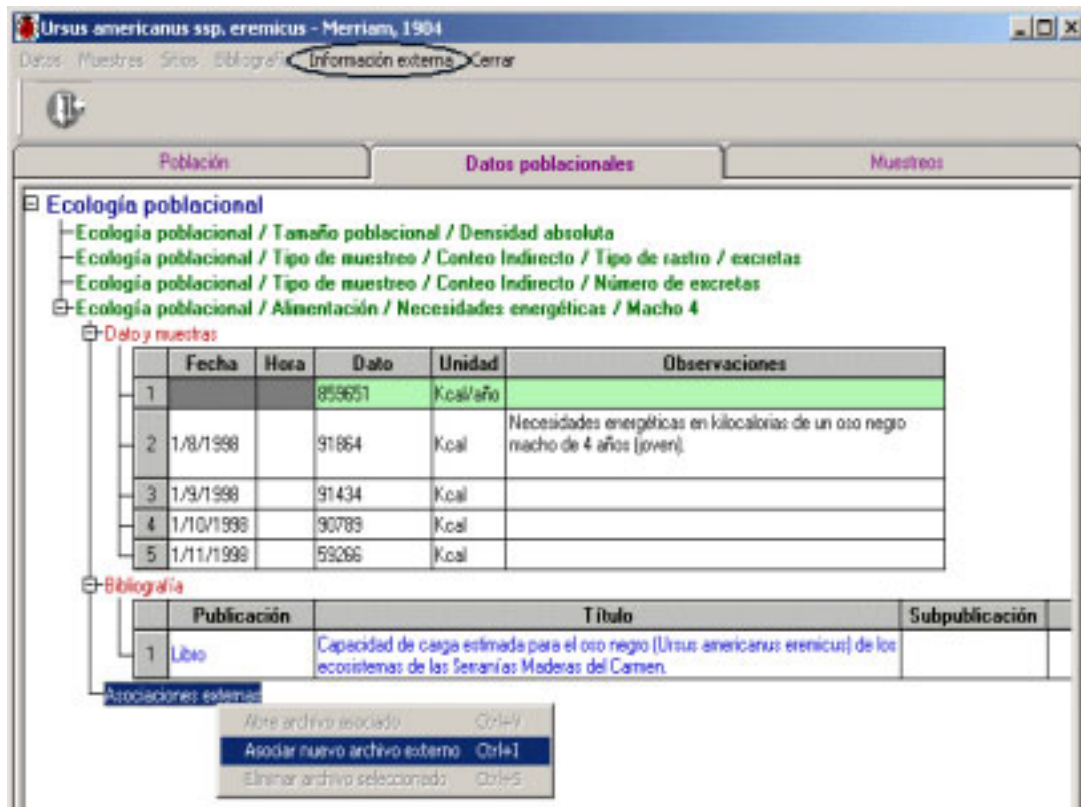 Ursus americanus ssp. eremicus - Merriam, 1904
Datos Muestras Sitios Bibliografía Información externa Cerrar
Población Datos poblacionales Muestreos
Ecología poblacional
Ecología poblacional / Tamaño poblacional / Densidad absoluta
Ecología poblacional / Tipo de muestreo / Conteo Indirecto / Tipo de rastro / excretas
Ecología poblacional / Tipo de muestreo / Conteo Indirecto / Número de excretas
Ecología poblacional / Alimentación / Necesidades energéticas / Macho 4
Dato y muestras
Fecha Hora Dato Unidad Observaciones
1 859651 Kcal/año
Necesidades energéticas en kilocalorias de un oso negro
2 1/8/1998 91864 Kcal macho de 4 años (joven).
3 1/9/1998 91434 Kcal
4 1/10/1998 90789 Kcal
5 1/11/1998 59266 Kcal
Bibliografía
Publicación Título Subpublicación
1 Libro Capacidad de carga estimada para el oso negro (Ursus americanus eremicus) de los
ecosistemas de las Serranías Maderas del Carmen.
Asociaciones externas
Abre archivo asociado Ctrl+V
Asociar nuevo archivo externo Ctrl+I
Eliminar archivo seleccionado Ctrl+S